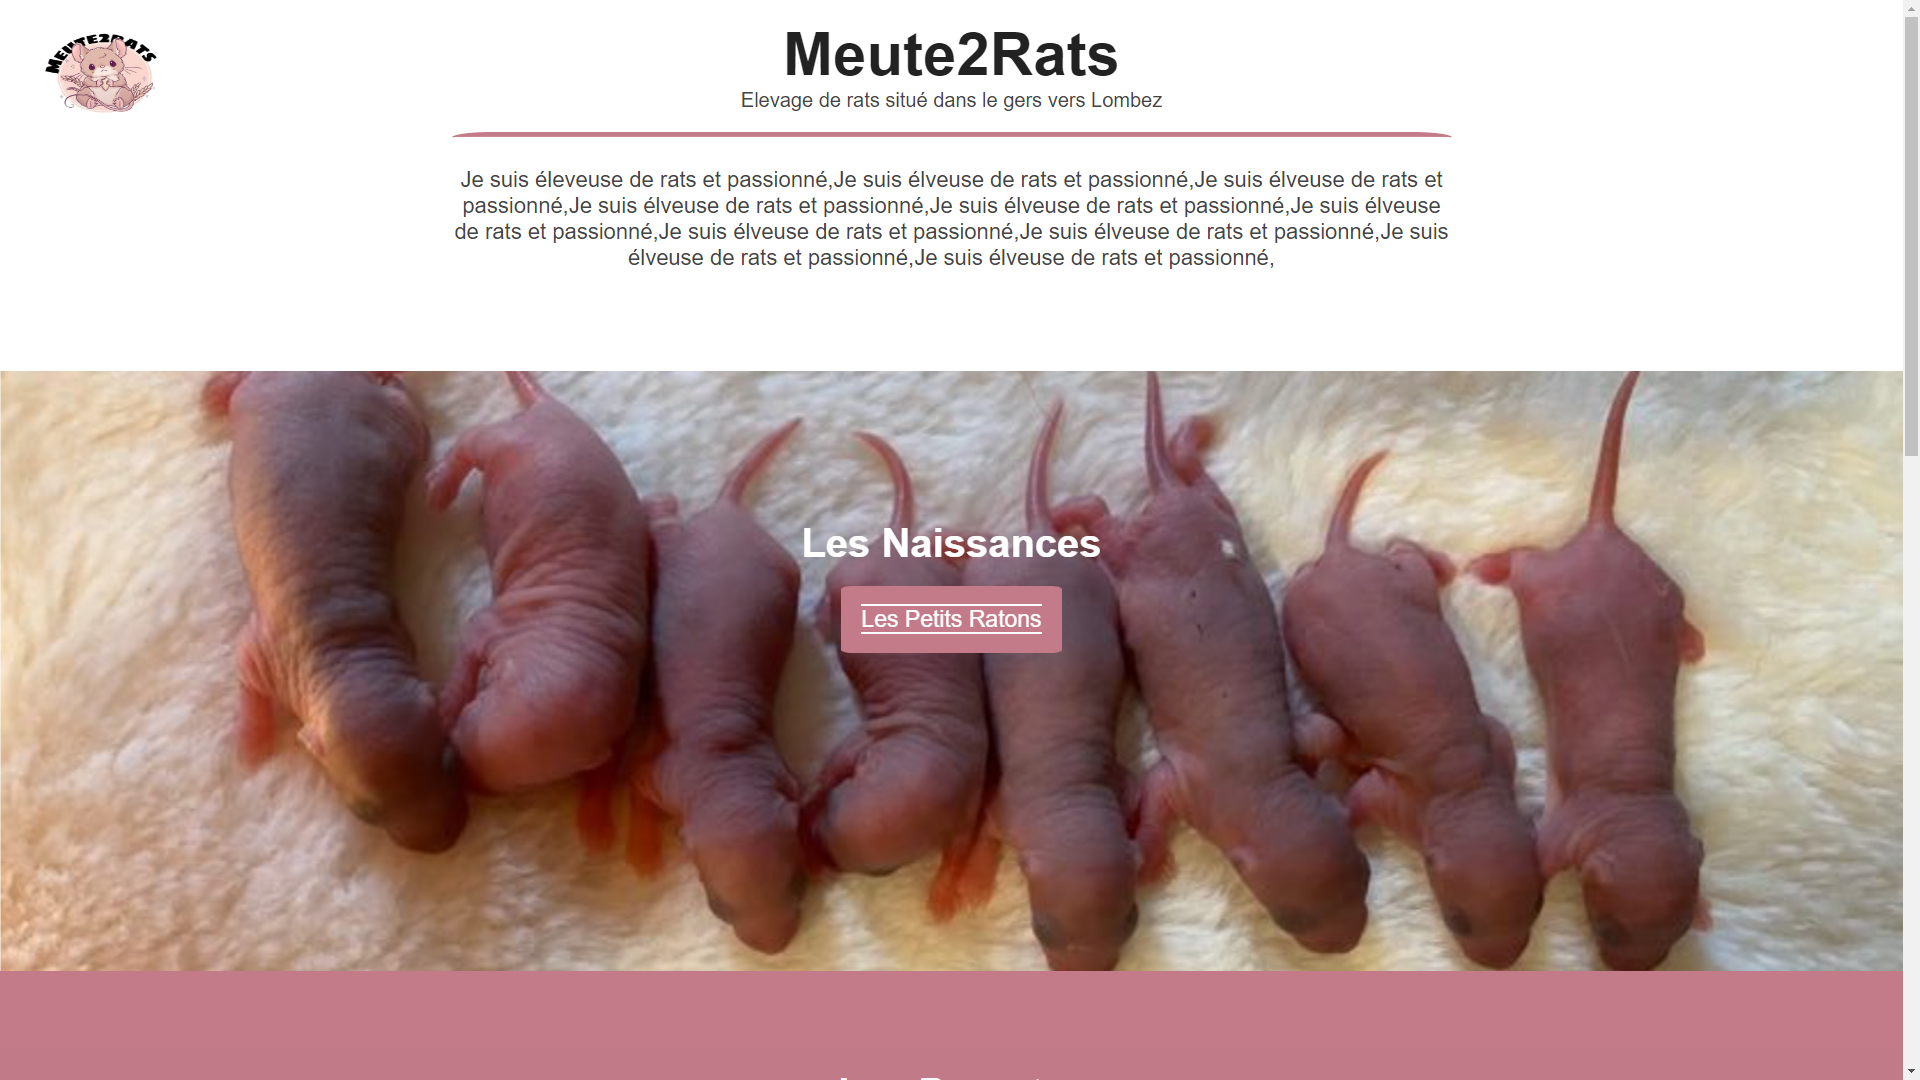 MEUTE2RATS
Meute2Rats
Elevage de rats situé dans le gers vers Lombez
Je suis éleveuse de rats et passionné,Je suis élveuse de rats et passionné,Je suis élveuse de rats et
passionné,Je suis élveuse de rats et passionné,Je suis élveuse de rats et passionné,Je suis élveuse
de rats et passionné,Je suis élveuse de rats et passionné,Je suis élveuse de rats et passionné,Je suis
élveuse de rats et passionné,Je suis élveuse de rats et passionné,
Les Naissances
Les Petits Ratons